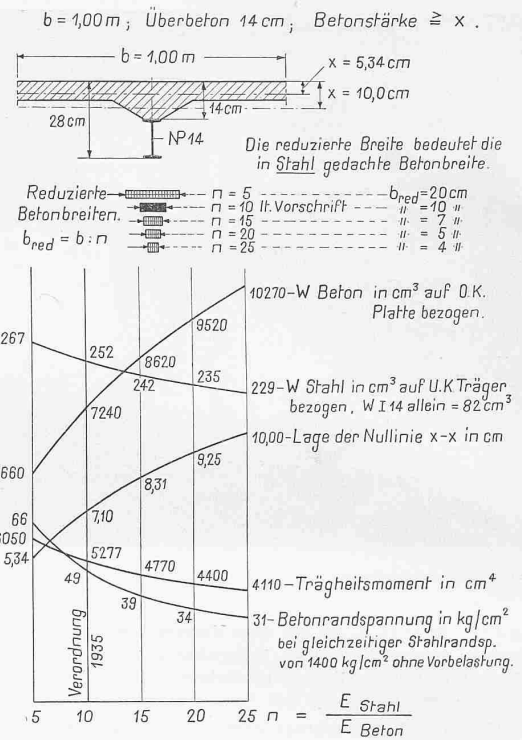 b = 1,00 m ; Überbeton 14 cm ; Betonstärke ≧ x .
b = 1,00 m
x = 5,34 cm
x = 10,0 cm
14 cm
28 cm
NP 14
Die reduzierte Breite bedeutet die
in Stahl gedachte Betonbreite.
Reduzierte
Betonbreiten.
b red = b : n
n = 5 b red = 20 cm
n = 10 lt. Vorschrift " = 10 "
n = 15 " = 7 "
n = 20 " = 5 "
n = 25 " = 4 "
10270 - W Beton in cm³ auf O.K.
Platte bezogen.
9520
8620
7240
660
267
252
242
235
229 - W Stahl in cm³ auf U.K Träger
bezogen, W I 14 allein = 82 cm³
10,00 - Lage der Nullinie x-x in cm
9,25
8,31
7,10
5,34
66
6050
5277
4770
4400
4110 - Trägheitsmoment in cm⁴
49
39
34
31 - Betonrandspannung in kg/cm²
bei gleichzeitiger Stahlrandsp.
von 1400 kg/cm² ohne Vorbelastung.
Verordnung
1935
5 10 15 20 25 n = E Stahl
E Beton